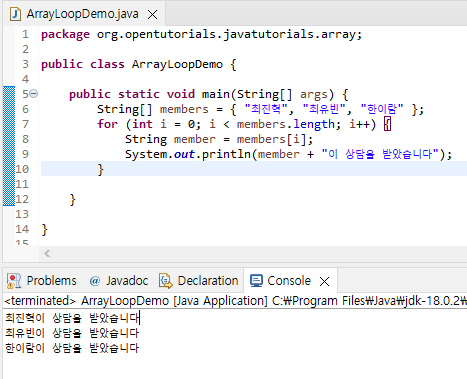 ArrayLoopDemo.java
1 package org.opentutorials.javatutorials.array;
2
3 public class ArrayLoopDemo {
4
5 public static void main(String[] args) {
6 String[] members = { "최진혁", "최유빈", "한이람" };
7 for (int i = 0; i < members.length; i++) {
8 String member = members[i];
9 System.out.println(member + "이 상담을 받았습니다");
10 }
11
12 }
13
14 }
15
Problems @ Javadoc Declaration Console
<terminated> ArrayLoopDemo [Java Application] C:₩Program Files₩Java₩jdk-18.0.2₩
최진혁이 상담을 받았습니다
최유빈이 상담을 받았습니다
한이람이 상담을 받았습니다